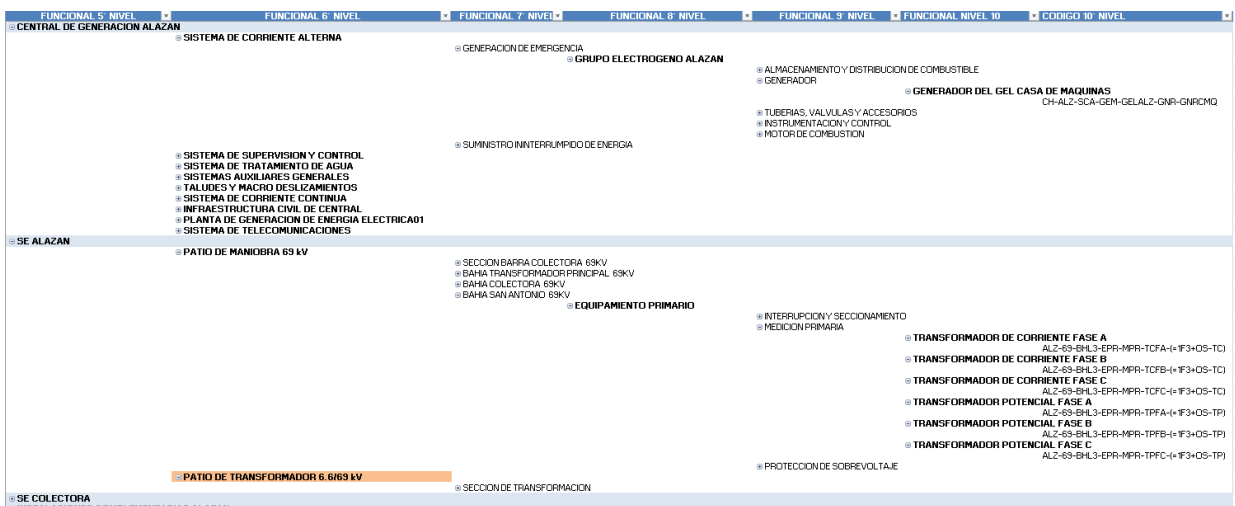 FUNCIONAL 5° NIVEL FUNCIONAL 6° NIVEL FUNCIONAL 7° NIVEL FUNCIONAL 8° NIVEL FUNCIONAL 9° NIVEL FUNCIONAL NIVEL 10 CODIGO 10° NIVEL
CENTRAL DE GENERACION ALAZAN
SISTEMA DE CORRIENTE ALTERNA
GENERACION DE EMERGENCIA
GRUPO ELECTROGENO ALAZAN
ALMACENAMIENTO Y DISTRIBUCION DE COMBUSTIBLE
GENERADOR
GENERADOR DEL GEL CASA DE MAQUINAS
CH-ALZ-SCA-GEM-GELALZ-GNR-GNRCMQ
TUBERIAS, VALVULAS Y ACCESORIOS
INSTRUMENTACION Y CONTROL
MOTOR DE COMBUSTION
SUMINISTRO ININTERRUMPIDO DE ENERGIA
SISTEMA DE SUPERVISION Y CONTROL
SISTEMA DE TRATAMIENTO DE AGUA
SISTEMAS AUXILIARES GENERALES
TALUDES Y MACRO DESLIZAMIENTOS
SISTEMA DE CORRIENTE CONTINUA
INFRAESTRUCTURA CIVIL DE CENTRAL
PLANTA DE GENERACION DE ENERGIA ELECTRICA01
SISTEMA DE TELECOMUNICACIONES
SE ALAZAN
PATIO DE MANIOBRA 69 kV
SECCION BARRA COLECTORA 69KV
BAHIA TRANSFORMADOR PRINCIPAL 69KV
BAHIA COLECTORA 69KV
BAHIA SAN ANTONIO 69KV
EQUIPAMIENTO PRIMARIO
INTERRUPCION Y SECCIONAMIENTO
MEDICION PRIMARIA
TRANSFORMADOR DE CORRIENTE FASE A
ALZ-69-BHL3-EPR-MPR-TCFA-(=1F3+OS-TC)
TRANSFORMADOR DE CORRIENTE FASE B
ALZ-69-BHL3-EPR-MPR-TCFB-(=1F3+OS-TC)
TRANSFORMADOR DE CORRIENTE FASE C
ALZ-69-BHL3-EPR-MPR-TCFC-(=1F3+OS-TC)
TRANSFORMADOR POTENCIAL FASE A
ALZ-69-BHL3-EPR-MPR-TPFA-(=1F3+OS-TP)
TRANSFORMADOR POTENCIAL FASE B
ALZ-69-BHL3-EPR-MPR-TPFB-(=1F3+OS-TP)
TRANSFORMADOR POTENCIAL FASE C
ALZ-69-BHL3-EPR-MPR-TPFC-(=1F3+OS-TP)
PROTECCION DE SOBREVOLTAJE
PATIO DE TRANSFORMADOR 6.6/69 kV
SECCION DE TRANSFORMACION
SE COLECTORA